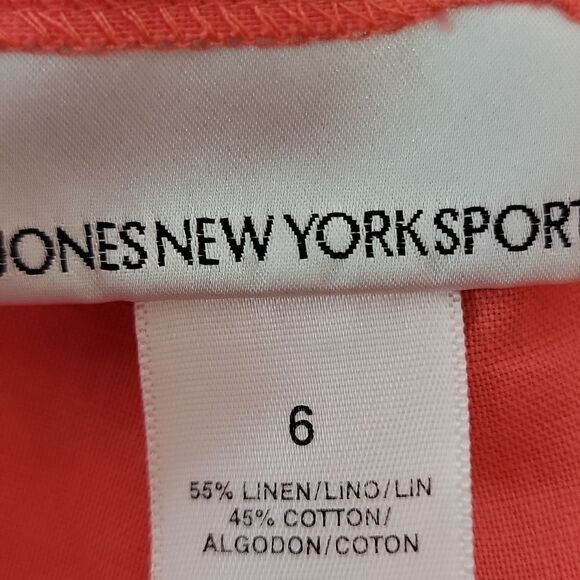 JONES NEW YORK SPORT
6
55% LINEN/LINO/LIN
45% COTTON/
ALGODON/COTON